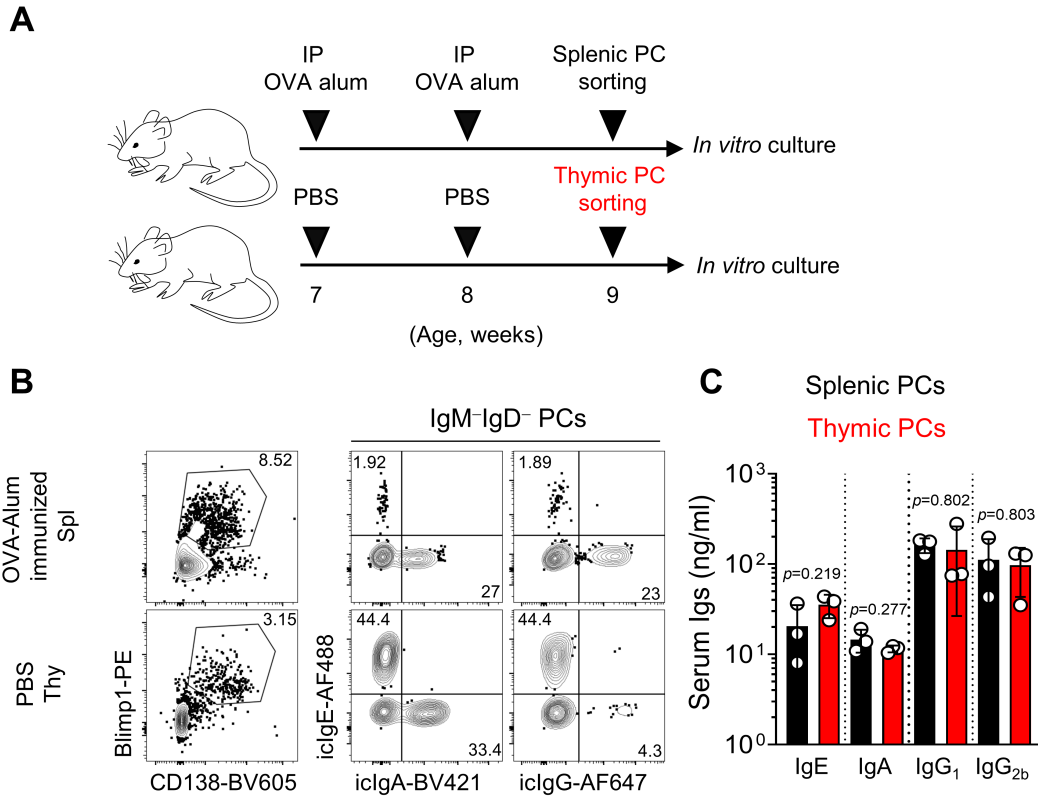 A
IP
OVA alum
IP
OVA alum
Splenic PC
sorting
In vitro culture
PBS
PBS
Thymic PC
sorting
In vitro culture
7
8
9
(Age, weeks)
B
IgM–IgD– PCs
OVA-Alum
immunized
Spl
8.52
1.92
27
1.89
23
PBS
Thy
3.15
44.4
33.4
44.4
4.3
Blimp1-PE
icIgE-AF488
CD138-BV605
icIgA-BV421
icIgG-AF647
C
Splenic PCs
Thymic PCs
Serum Igs (ng/ml)
10³
10²
10¹
10⁰
p=0.219
p=0.277
p=0.802
p=0.803
IgE
IgA
IgG₁
IgG₂b